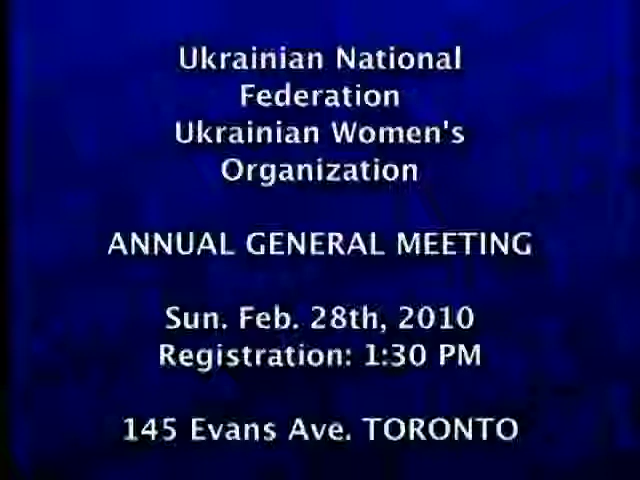 Ukrainian National
Federation
Ukrainian Women's
Organization
ANNUAL GENERAL MEETING
Sun. Feb. 28th, 2010
Registration: 1:30 PM
145 Evans Ave. TORONTO